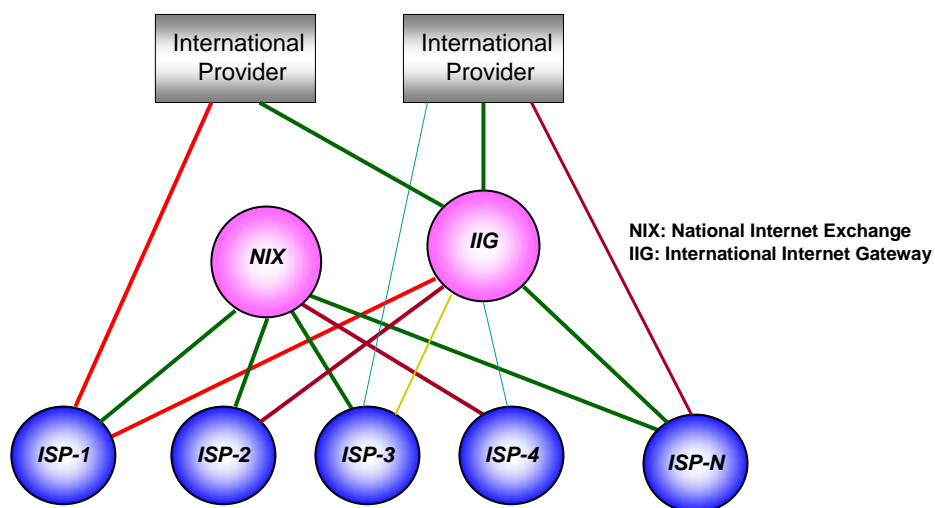 International
Provider
International
Provider
NIX
IIG
NIX: National Internet Exchange
IIG: International Internet Gateway
ISP-1
ISP-2
ISP-3
ISP-4
ISP-N